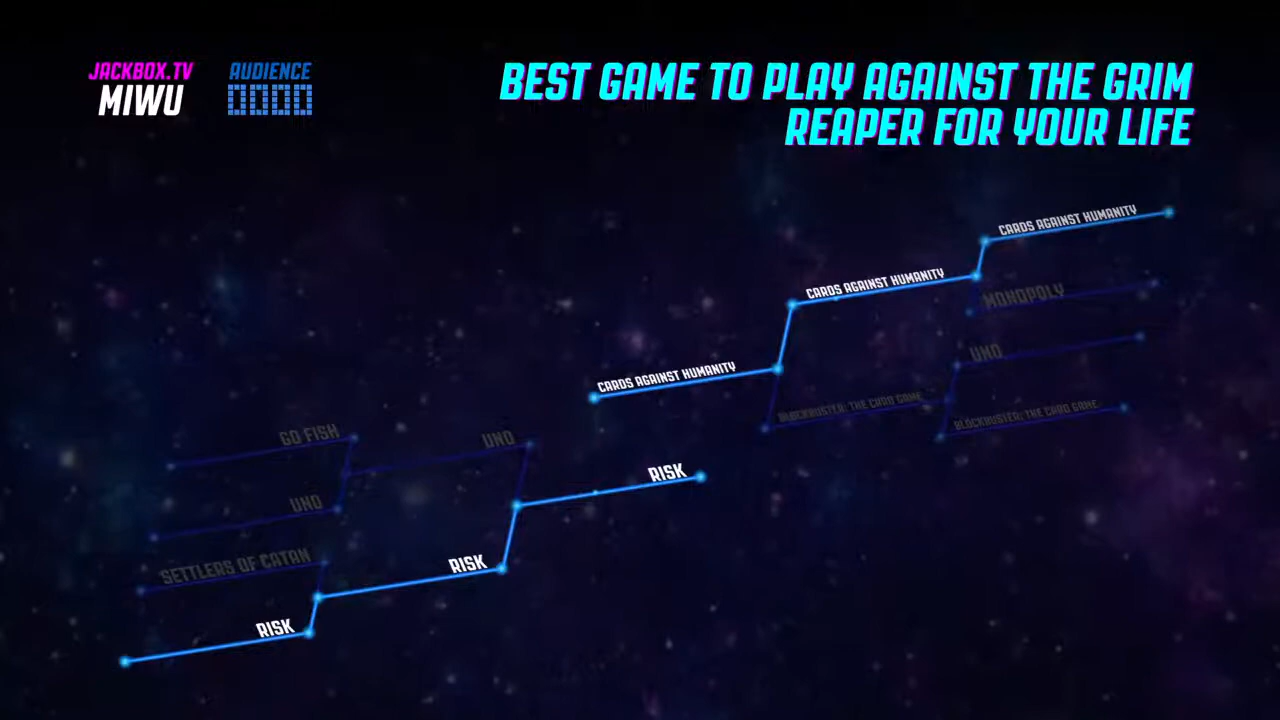 JACKBOX.TV
MIWU
AUDIENCE
0000
BEST GAME TO PLAY AGAINST THE GRIM
REAPER FOR YOUR LIFE
CARDS AGAINST HUMANITY
CARDS AGAINST HUMANITY
MONOPOLY
UNO
CARDS AGAINST HUMANITY
BLOCKBUSTER: THE CARD GAME
BLOCKBUSTER: THE CARD GAME
GO FISH
UNO
RISK
UNO
SETTLERS OF CATAN
RISK
RISK